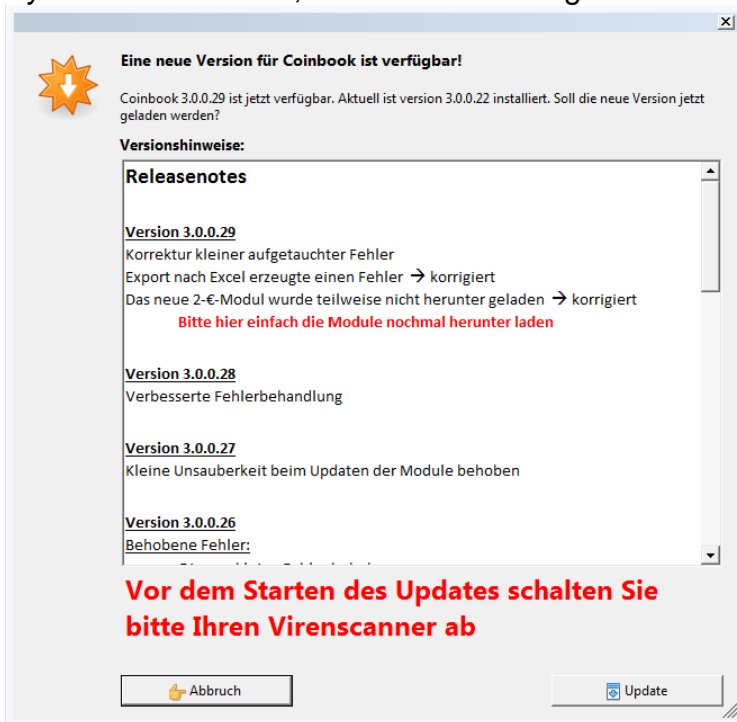 Eine neue Version für Coinbook ist verfügbar!
Coinbook 3.0.0.29 ist jetzt verfügbar. Aktuell ist version 3.0.0.22 installiert. Soll die neue Version jetzt
geladen werden?
Versionshinweise:
Releasenotes
Version 3.0.0.29
Korrektur kleiner aufgetauchter Fehler
Export nach Excel erzeugte einen Fehler → korrigiert
Das neue 2-€-Modul wurde teilweise nicht herunter geladen → korrigiert
Bitte hier einfach die Module nochmal herunter laden
Version 3.0.0.28
Verbesserte Fehlerbehandlung
Version 3.0.0.27
Kleine Unsauberkeit beim Updaten der Module behoben
Version 3.0.0.26
Behobene Fehler:
Vor dem Starten des Updates schalten Sie
bitte Ihren Virenscanner ab
Abbruch
Update